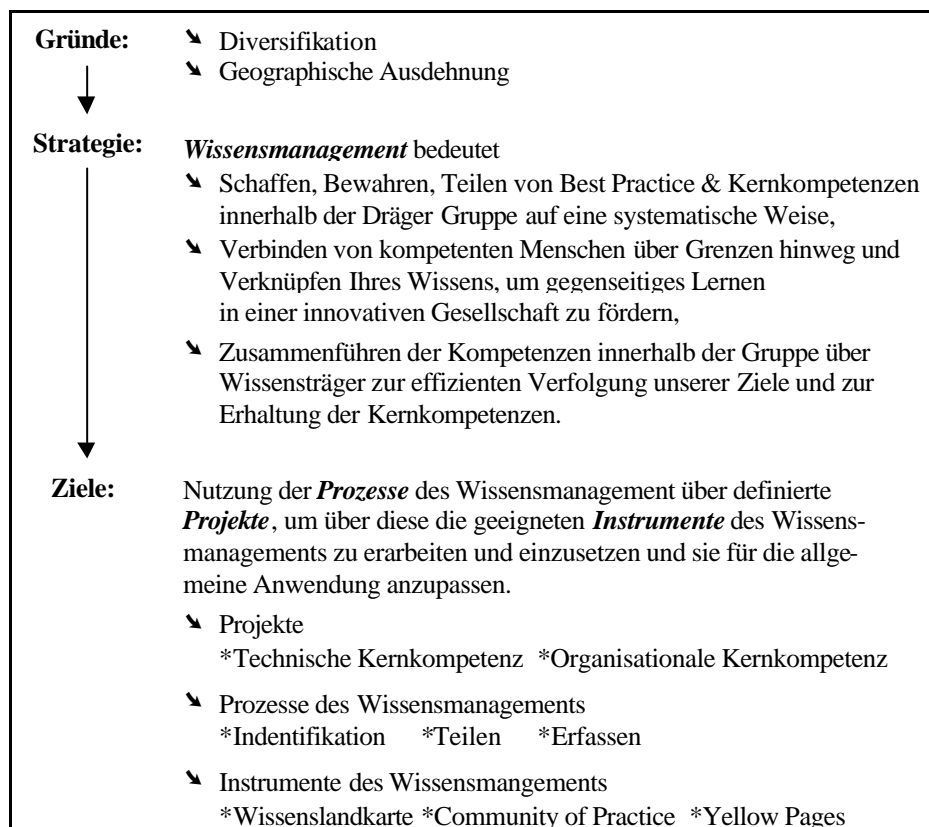 Gründe: ➘ Diversifikation
➘ Geographische Ausdehnung
Strategie: Wissensmanagement bedeutet
➘ Schaffen, Bewahren, Teilen von Best Practice & Kernkompetenzen
innerhalb der Dräger Gruppe auf eine systematische Weise,
➘ Verbinden von kompetenten Menschen über Grenzen hinweg und
Verknüpfen Ihres Wissens, um gegenseitiges Lernen
in einer innovativen Gesellschaft zu fördern,
➘ Zusammenführen der Kompetenzen innerhalb der Gruppe über
Wissensträger zur effizienten Verfolgung unserer Ziele und zur
Erhaltung der Kernkompetenzen.
Ziele: Nutzung der Prozesse des Wissensmanagement über definierte
Projekte, um über diese die geeigneten Instrumente des Wissens-
managements zu erarbeiten und einzusetzen und sie für die allge-
meine Anwendung anzupassen.
➘ Projekte
*Technische Kernkompetenz *Organisationale Kernkompetenz
➘ Prozesse des Wissensmanagements
*Indentifikation *Teilen *Erfassen
➘ Instrumente des Wissensmangements
*Wissenslandkarte *Community of Practice *Yellow Pages